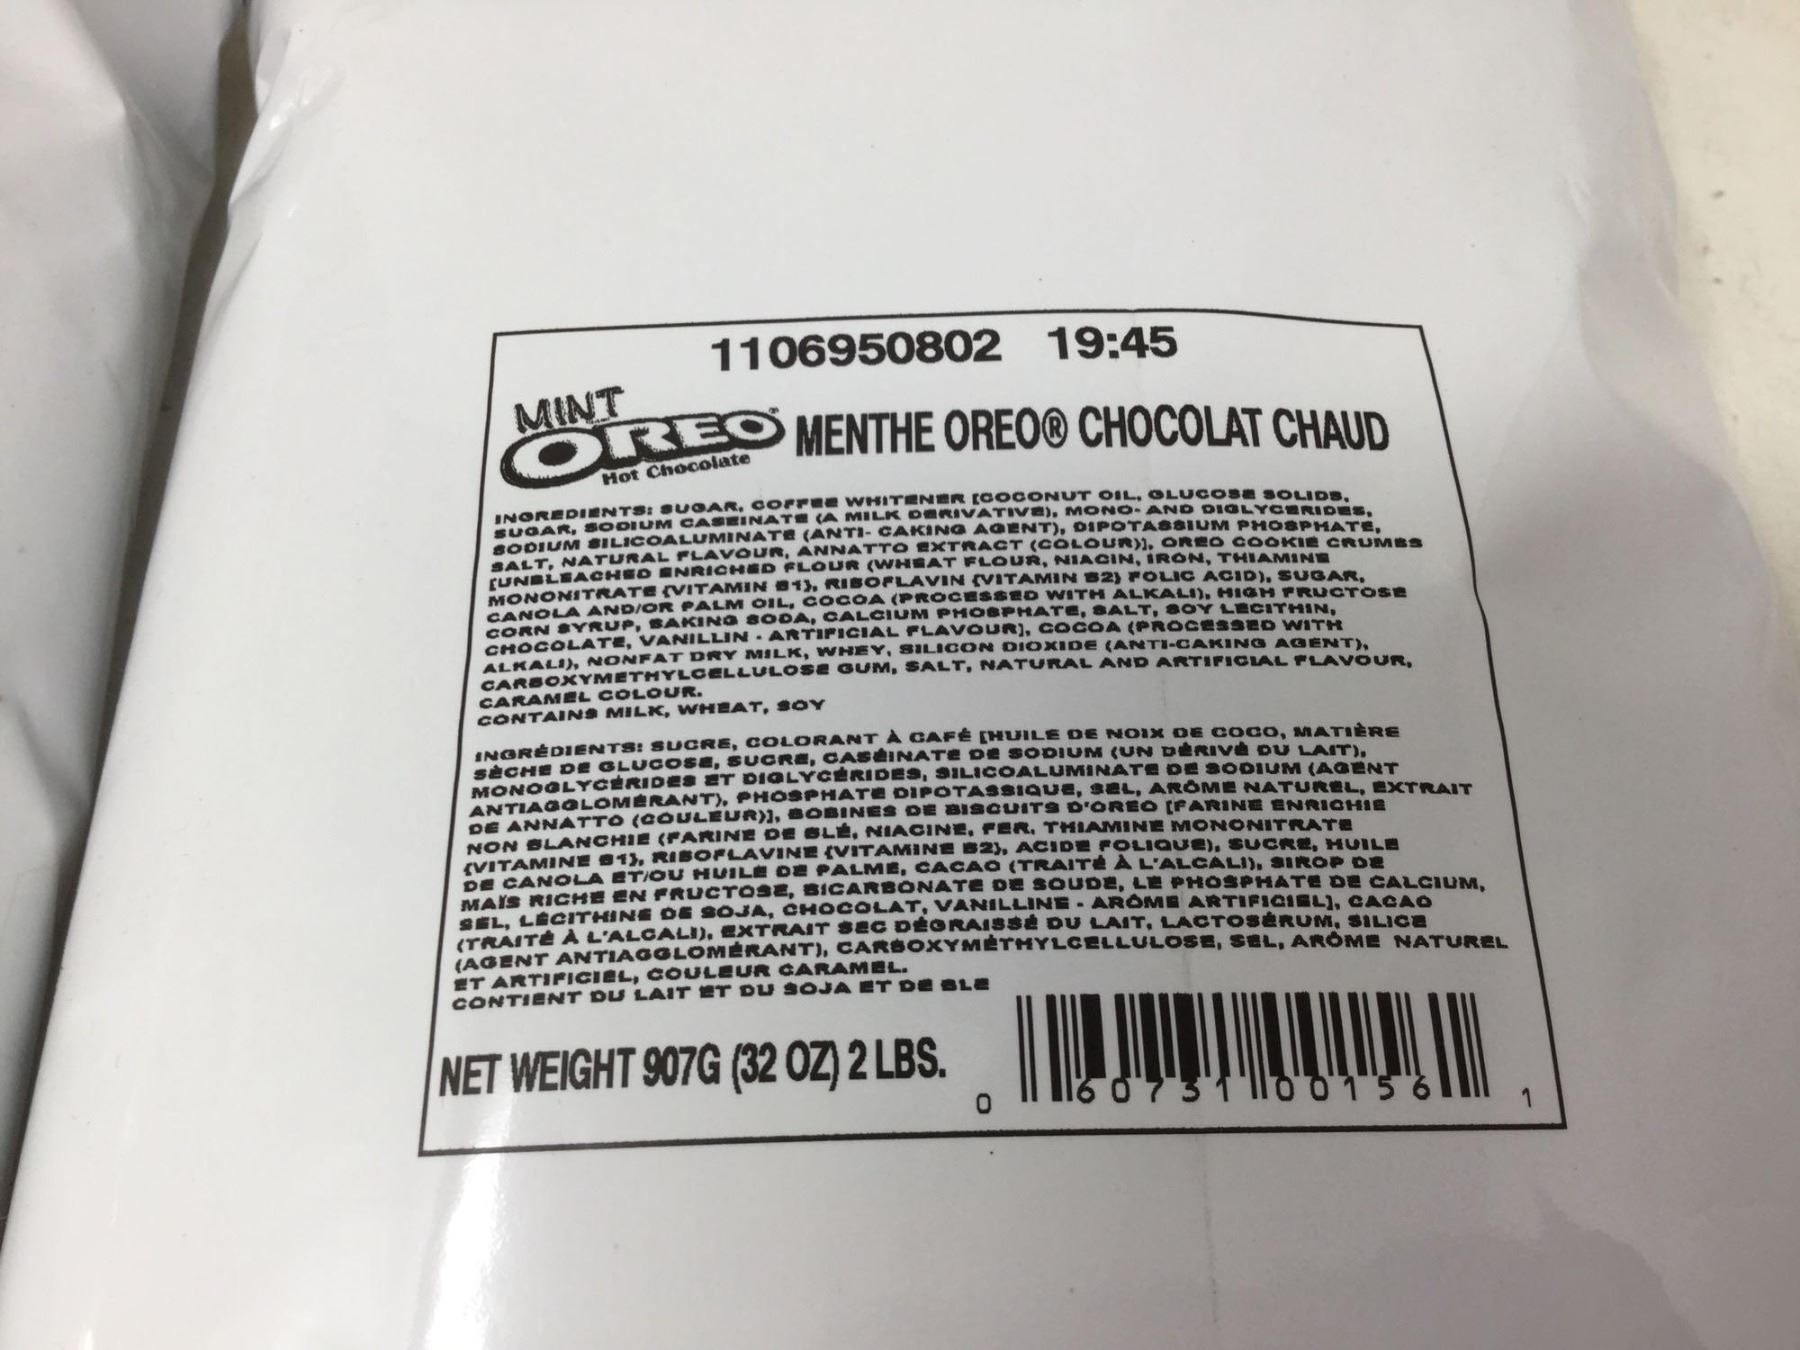 1106950802 19:45
MINT
OREO
Hot Chocolate
MENTHE OREO® CHOCOLAT CHAUD
INGREDIENTS: SUGAR, COFFEE WHITENER [COCONUT OIL, GLUCOSE SOLIDS,
SUGAR, SODIUM CASEINATE (A MILK DERIVATIVE), MONO- AND DIGLYCERIDES,
SODIUM SILICOALUMINATE (ANTI- CAKING AGENT), DIPOTASSIUM PHOSPHATE,
SALT, NATURAL FLAVOUR, ANNATTO EXTRACT (COLOUR)], OREO COOKIE CRUMBS
[UNBLEACHED ENRICHED FLOUR (WHEAT FLOUR, NIACIN, IRON, THIAMINE
MONONITRATE {VITAMIN B1}, RIBOFLAVIN {VITAMIN B2} FOLIC ACID), SUGAR,
CANOLA AND/OR PALM OIL, COCOA (PROCESSED WITH ALKALI), HIGH FRUCTOSE
CORN SYRUP, BAKING SODA, CALCIUM PHOSPHATE, SALT, SOY LECITHIN,
CHOCOLATE, VANILLIN - ARTIFICIAL FLAVOUR], COCOA (PROCESSED WITH
ALKALI), NONFAT DRY MILK, WHEY, SILICON DIOXIDE (ANTI-CAKING AGENT),
CARBOXYMETHYLCELLULOSE GUM, SALT, NATURAL AND ARTIFICIAL FLAVOUR,
CARAMEL COLOUR.
CONTAINS MILK, WHEAT, SOY
INGRÉDIENTS: SUCRE, COLORANT À CAFÉ [HUILE DE NOIX DE COCO, MATIÈRE
SÈCHE DE GLUCOSE, SUCRE, CASÉINATE DE SODIUM (UN DÉRIVÉ DU LAIT),
MONOGLYCÉRIDES ET DIGLYCÉRIDES, SILICOALUMINATE DE SODIUM (AGENT
ANTIAGGLOMÉRANT), PHOSPHATE DIPOTASSIQUE, SEL, ARÔME NATUREL, EXTRAIT
DE ANNATTO (COULEUR)], BOBINES DE BISCUITS D'OREO [FARINE ENRICHIE
NON BLANCHIE (FARINE DE BLÉ, NIACINE, FER, THIAMINE MONONITRATE
{VITAMINE B1}, RIBOFLAVINE {VITAMINE B2}, ACIDE FOLIQUE), SUCRE, HUILE
DE CANOLA ET/OU HUILE DE PALME, CACAO (TRAITÉ À L'ALCALI), SIROP DE
MAÏS RICHE EN FRUCTOSE, BICARBONATE DE SOUDE, LE PHOSPHATE DE CALCIUM,
SEL, LÉCITHINE DE SOJA, CHOCOLAT, VANILLINE - ARÔME ARTIFICIEL], CACAO
(TRAITÉ À L'ALCALI), EXTRAIT SEC DÉGRAISSÉ DU LAIT, LACTOSÉRUM, SILICE
(AGENT ANTIAGGLOMÉRANT), CARBOXYMÉTHYLCELLULOSE, SEL, ARÔME NATUREL
ET ARTIFICIEL, COULEUR CARAMEL.
CONTIENT DU LAIT ET DU SOJA ET DE BLE
NET WEIGHT 907G (32 OZ) 2 LBS.
0 60731 00156 1